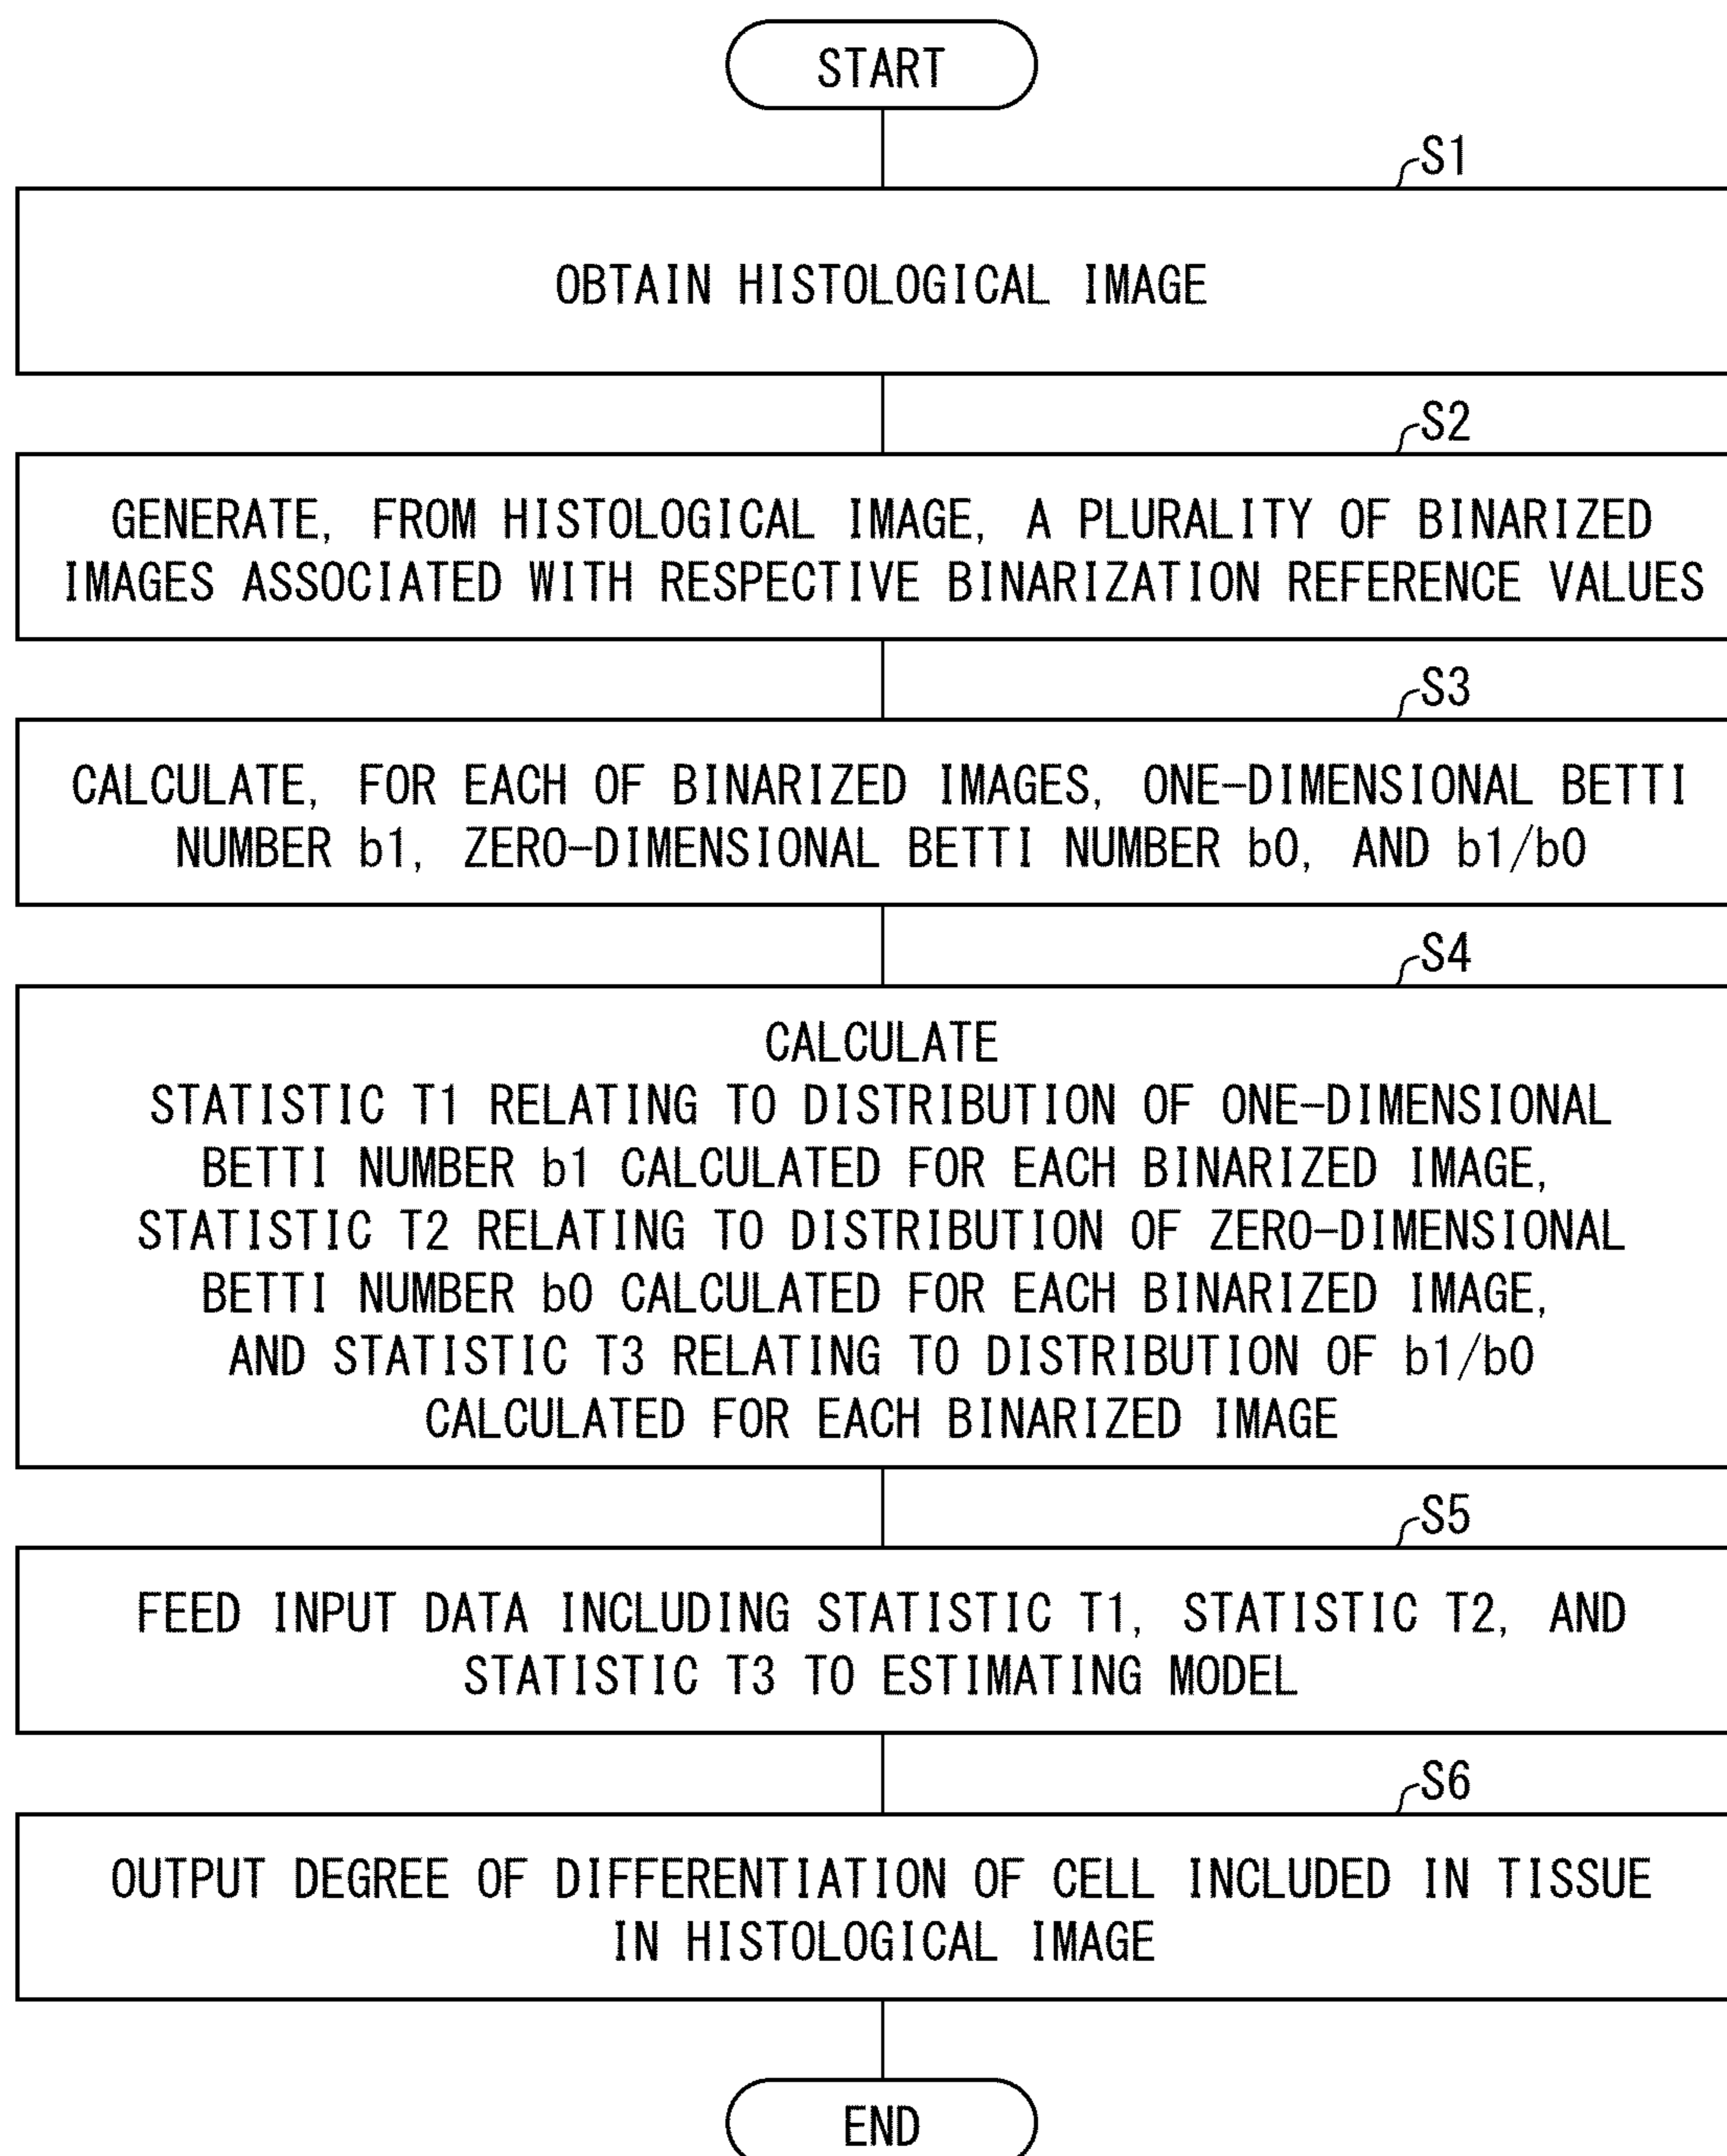 START
S1
OBTAIN HISTOLOGICAL IMAGE
S2
GENERATE, FROM HISTOLOGICAL IMAGE, A PLURALITY OF BINARIZED
IMAGES ASSOCIATED WITH RESPECTIVE BINARIZATION REFERENCE VALUES
S3
CALCULATE, FOR EACH OF BINARIZED IMAGES, ONE-DIMENSIONAL BETTI
NUMBER b1, ZERO-DIMENSIONAL BETTI NUMBER b0, AND b1/b0
S4
CALCULATE
STATISTIC T1 RELATING TO DISTRIBUTION OF ONE-DIMENSIONAL
BETTI NUMBER b1 CALCULATED FOR EACH BINARIZED IMAGE,
STATISTIC T2 RELATING TO DISTRIBUTION OF ZERO-DIMENSIONAL
BETTI NUMBER b0 CALCULATED FOR EACH BINARIZED IMAGE,
AND STATISTIC T3 RELATING TO DISTRIBUTION OF b1/b0
CALCULATED FOR EACH BINARIZED IMAGE
S5
FEED INPUT DATA INCLUDING STATISTIC T1, STATISTIC T2, AND
STATISTIC T3 TO ESTIMATING MODEL
S6
OUTPUT DEGREE OF DIFFERENTIATION OF CELL INCLUDED IN TISSUE
IN HISTOLOGICAL IMAGE
END